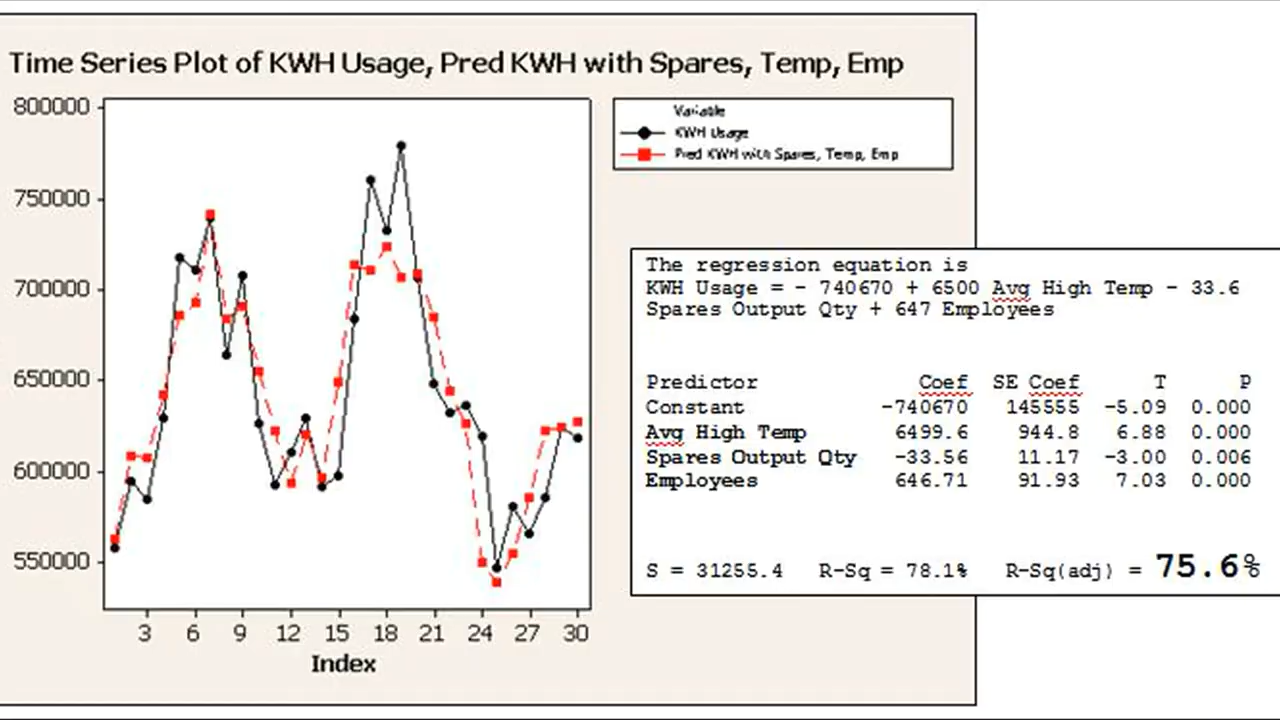 Time Series Plot of KWH Usage, Pred KWH with Spares, Temp, Emp
800000
750000
700000
650000
600000
550000
3 6 9 12 15 18 21 24 27 30
Index
Variable
KWH Usage
Pred KWH with Spares, Temp, Emp
The regression equation is
KWH Usage = - 740670 + 6500 Avg High Temp - 33.6
Spares Output Qty + 647 Employees
Predictor Coef SE Coef T P
Constant -740670 145555 -5.09 0.000
Avg High Temp 6499.6 944.8 6.88 0.000
Spares Output Qty -33.56 11.17 -3.00 0.006
Employees 646.71 91.93 7.03 0.000
S = 31255.4 R-Sq = 78.1% R-Sq(adj) = 75.6%